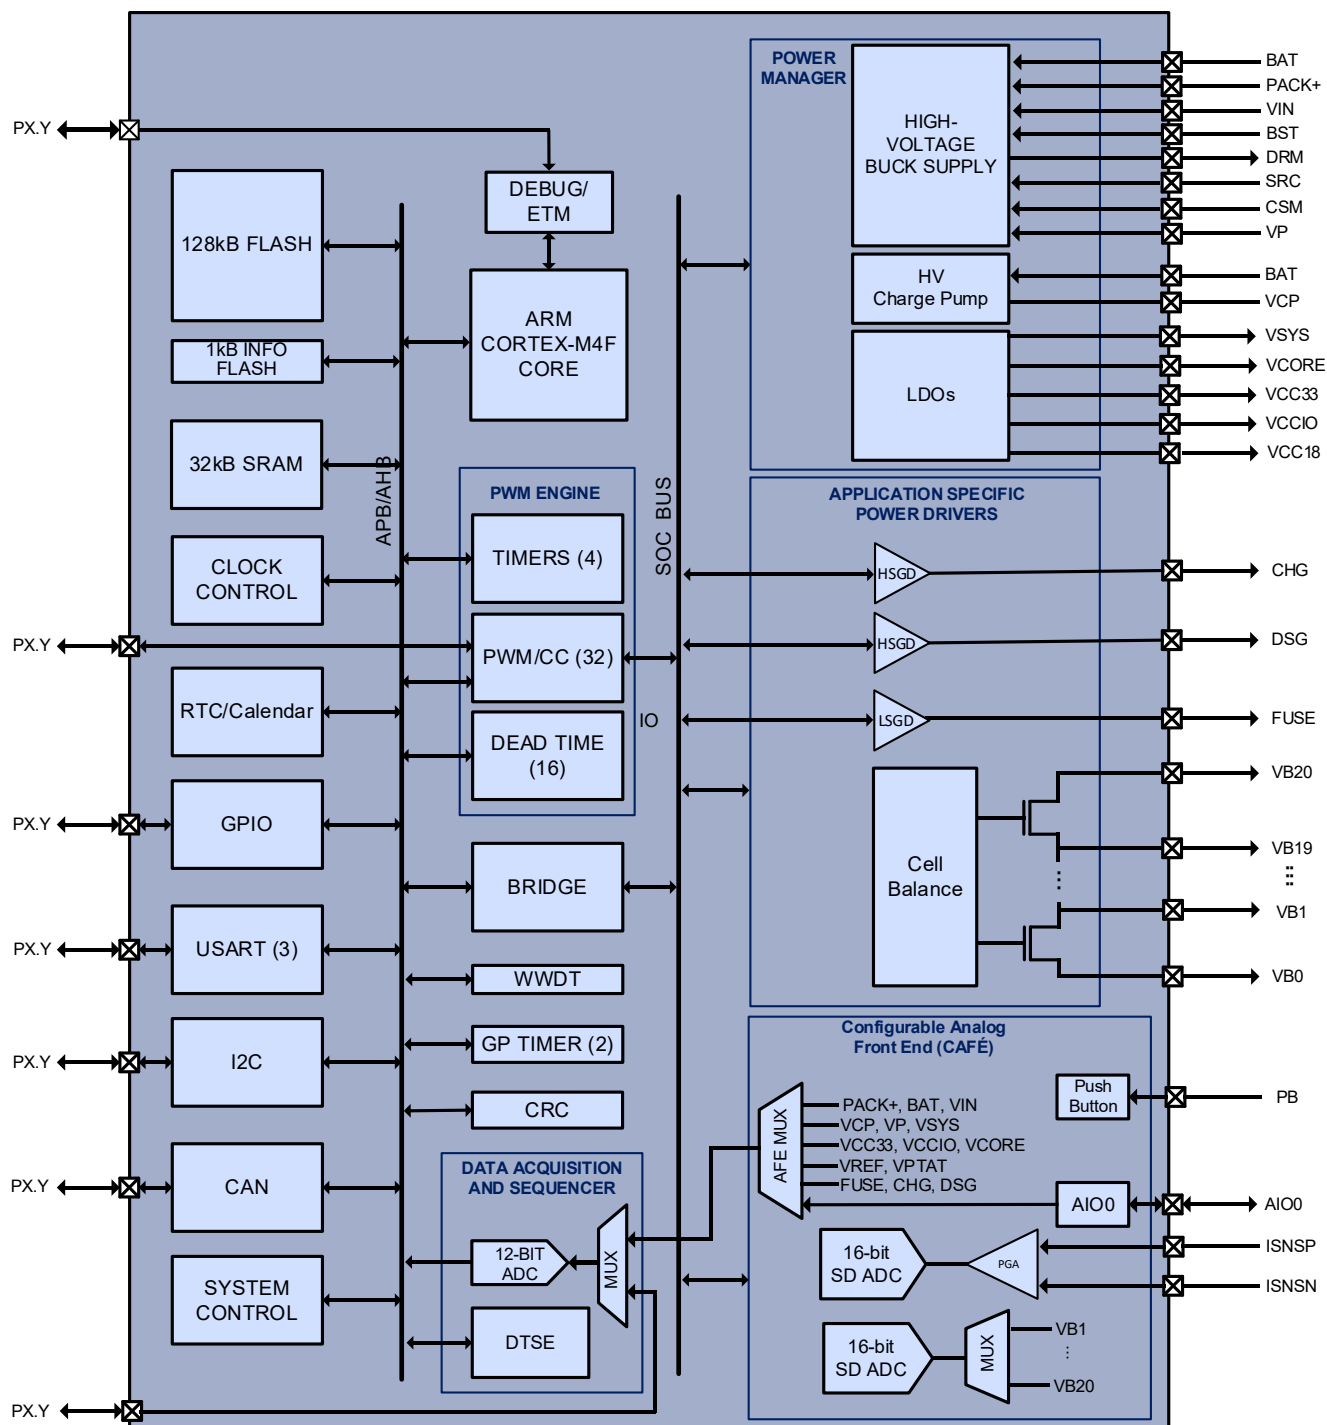 PX.Y
DEBUG/
ETM
128kB FLASH
ARM
CORTEX-M4F
CORE
1kB INFO
FLASH
32kB SRAM
APB/AHB
CLOCK
CONTROL
PWM ENGINE
TIMERS (4)
PX.Y
PWM/CC (32)
RTC/Calendar
DEAD TIME
(16)
IO
SOC BUS
PX.Y
GPIO
BRIDGE
PX.Y
USART (3)
WWDT
PX.Y
I2C
GP TIMER (2)
CRC
PX.Y
CAN
DATA ACQUISITION
AND SEQUENCER
12-BIT
ADC
MUX
SYSTEM
CONTROL
DTSE
PX.Y
POWER
MANAGER
HIGH-
VOLTAGE
BUCK SUPPLY
BAT
PACK+
VIN
BST
DRM
SRC
CSM
VP
HV
Charge Pump
BAT
VCP
LDOs
VSYS
VCORE
VCC33
VCCIO
VCC18
APPLICATION SPECIFIC
POWER DRIVERS
HSGD
CHG
HSGD
DSG
LSGD
FUSE
Cell
Balance
VB20
VB19
VB1
VB0
Configurable Analog
Front End (CAFÉ)
Push
Button
PB
AFE MUX
PACK+, BAT, VIN
VCP, VP, VSYS
VCC33, VCCIO, VCORE
VREF, VPTAT
FUSE, CHG, DSG
AIO0
AIO0
16-bit
SD ADC
PGA
ISNSP
ISNSN
16-bit
SD ADC
MUX
VB1
VB20